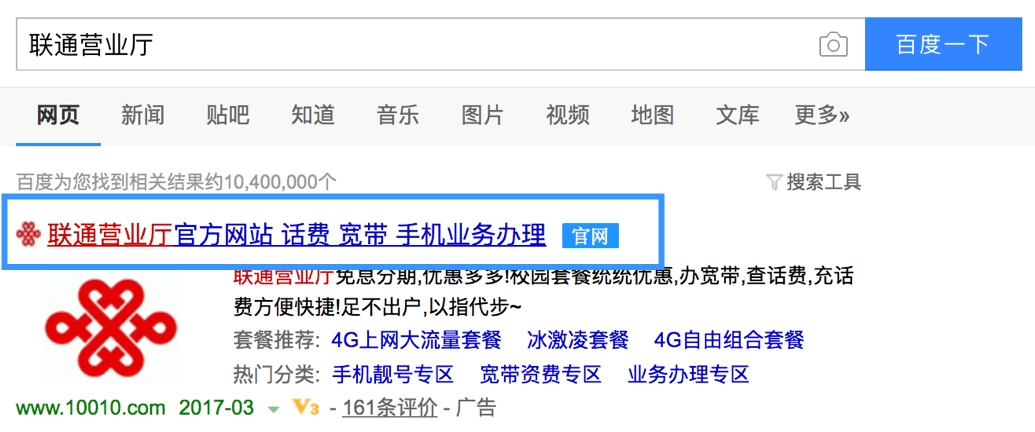 联通营业厅 百度一下
网页 新闻 贴吧 知道 音乐 图片 视频 地图 文库 更多»
百度为您找到相关结果约10,400,000个 搜索工具
联通营业厅官方网站 话费 宽带 手机业务办理 官网
联通营业厅免息分期,优惠多多!校园套餐统统优惠,办宽带,查话费,充话
费方便快捷!足不出户,以指代步~
套餐推荐: 4G上网大流量套餐 冰激凌套餐 4G自由组合套餐
热门分类: 手机靓号专区 宽带资费专区 业务办理专区
www.10010.com 2017-03 V3 - 161条评价 - 广告